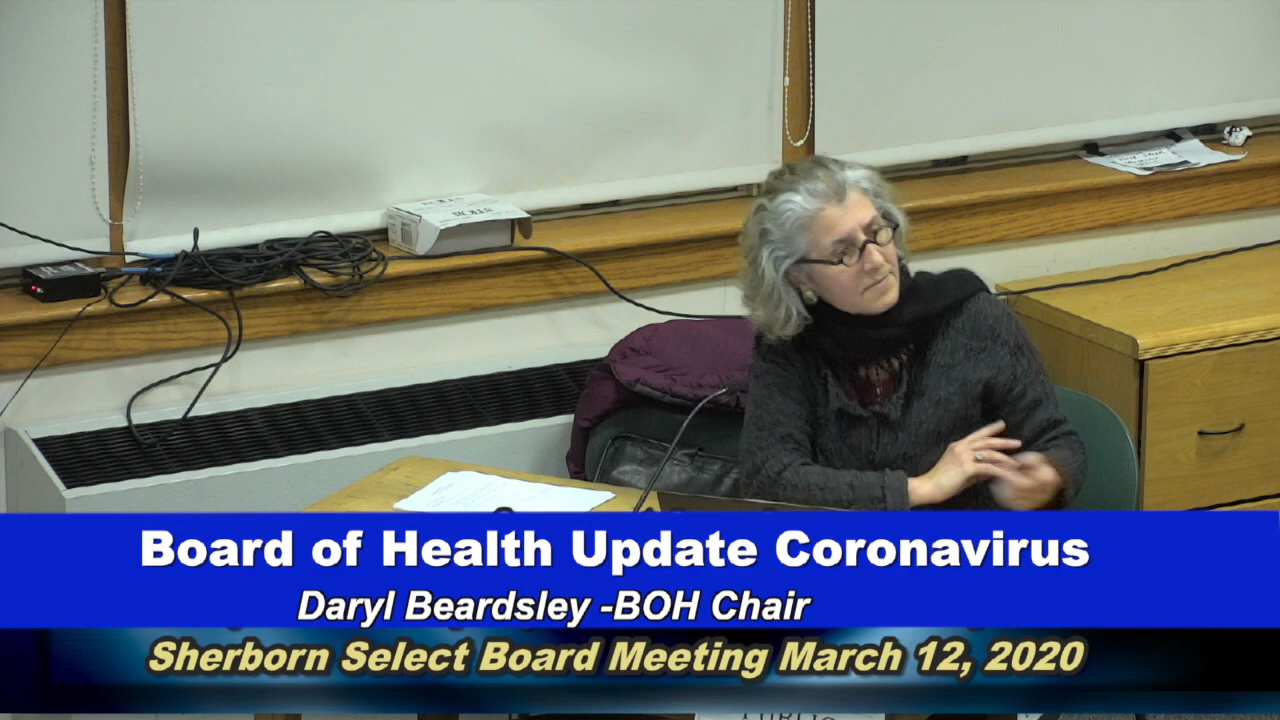 Board of Health Update Coronavirus
Daryl Beardsley -BOH Chair
Sherborn Select Board Meeting March 12, 2020